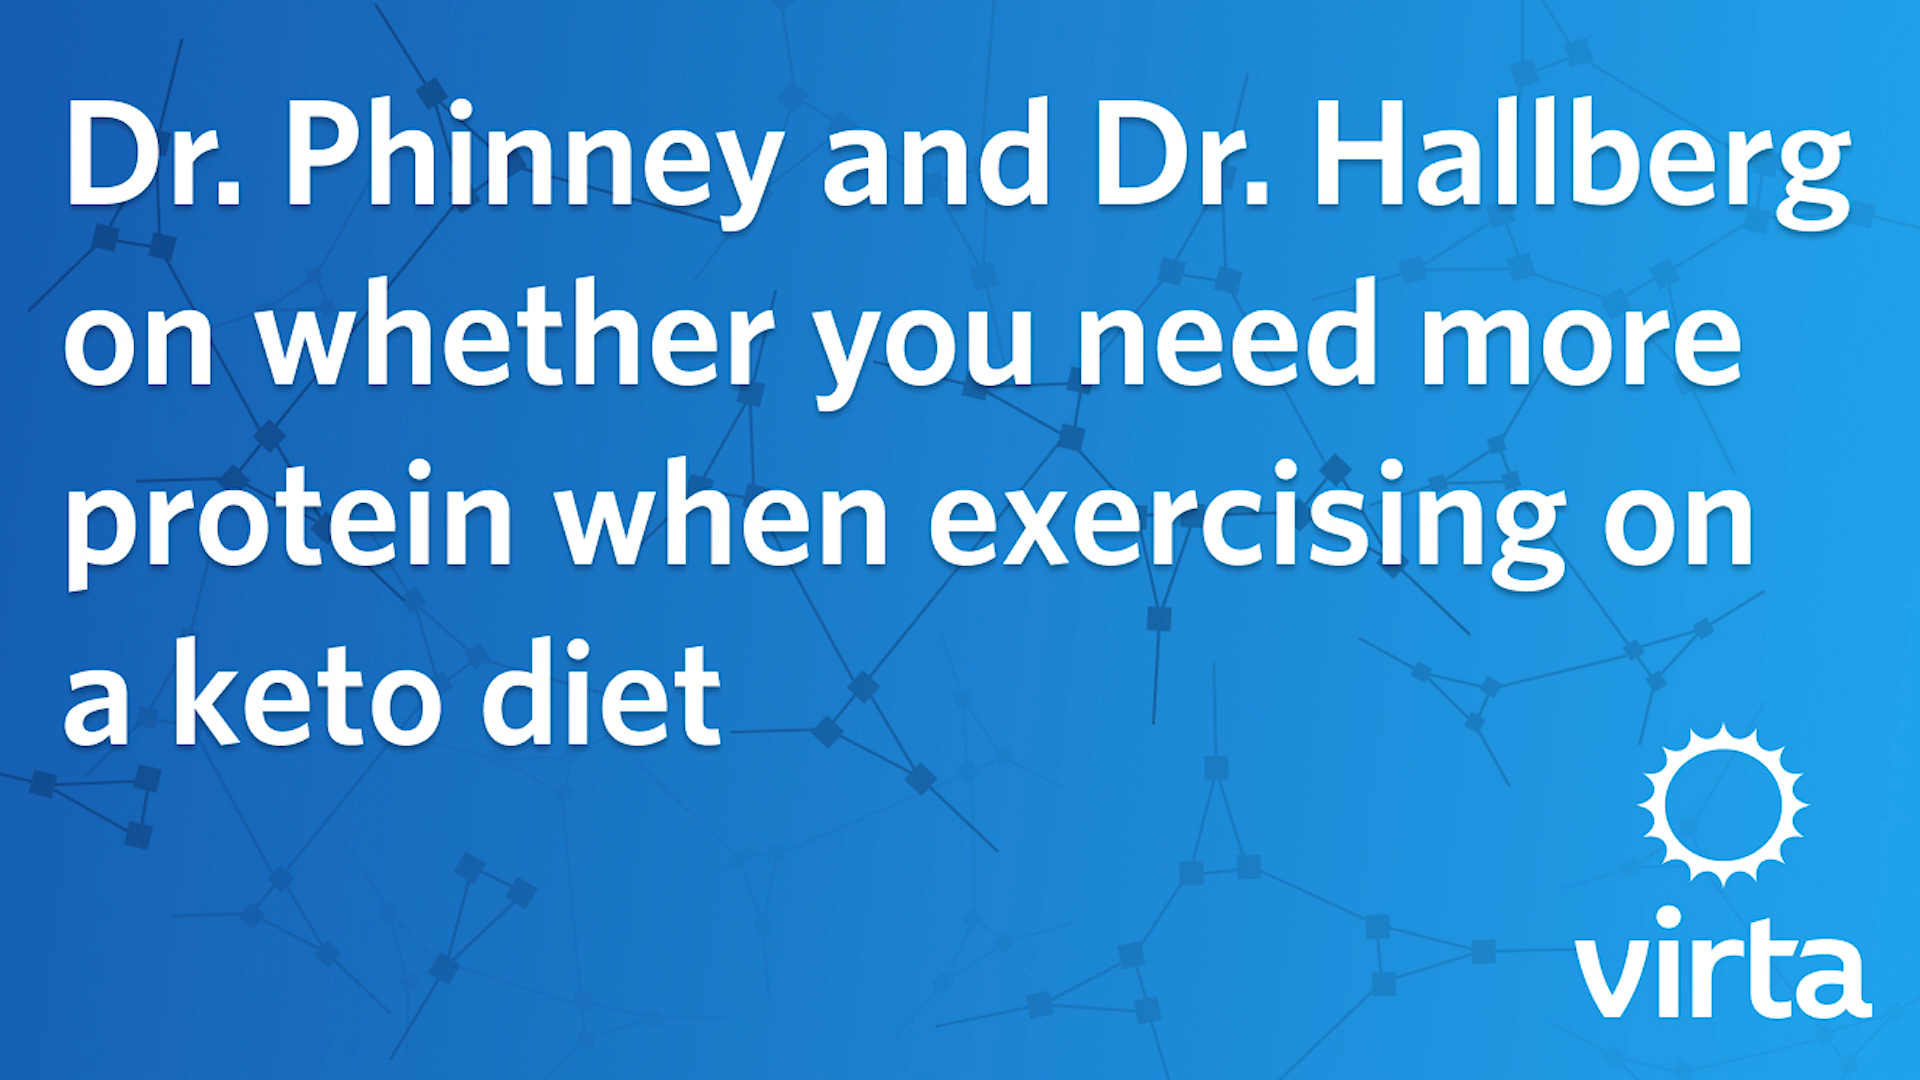 Dr. Phinney and Dr. Hallberg
on whether you need more
protein when exercising on
a keto diet
virta